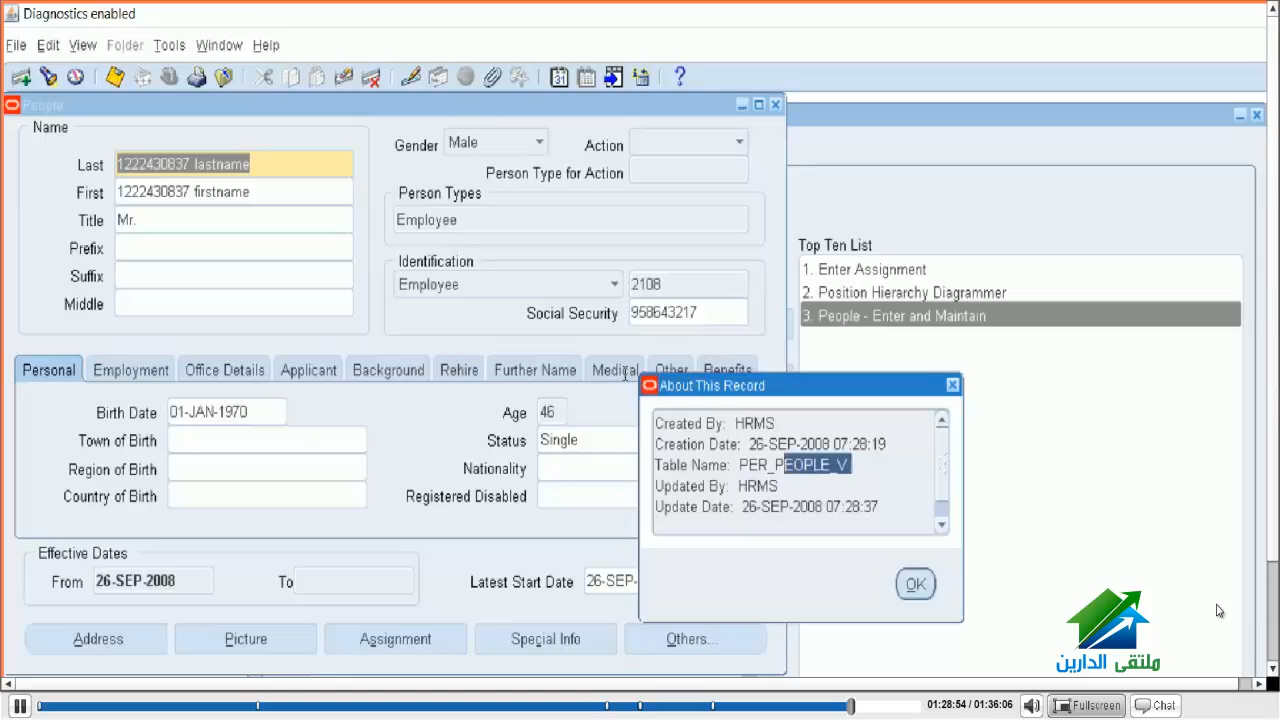 Diagnostics enabled
File Edit View Folder Tools Window Help
People
Name
Last 1222430837 lastname
First 1222430837 firstname
Title Mr.
Prefix
Suffix
Middle
Gender Male Action
Person Type for Action
Person Types
Employee
Identification
Employee 2108
Social Security 958643217
Top Ten List
1. Enter Assignment
2. Position Hierarchy Diagrammer
3. People - Enter and Maintain
Personal Employment Office Details Applicant Background Rehire Further Name Medical Other Benefits
Birth Date 01-JAN-1970 Age 46
Town of Birth Status Single
Region of Birth Nationality
Country of Birth Registered Disabled
About This Record
Created By: HRMS
Creation Date: 26-SEP-2008 07:28:19
Table Name: PER_PEOPLE_V
Updated By: HRMS
Update Date: 26-SEP-2008 07:28:37
OK
Effective Dates
From 26-SEP-2008 To Latest Start Date 26-SEP-
Address Picture Assignment Special Info Others...
ملتقى الدارين
01:28:54 / 01:36:06 Fullscreen Chat